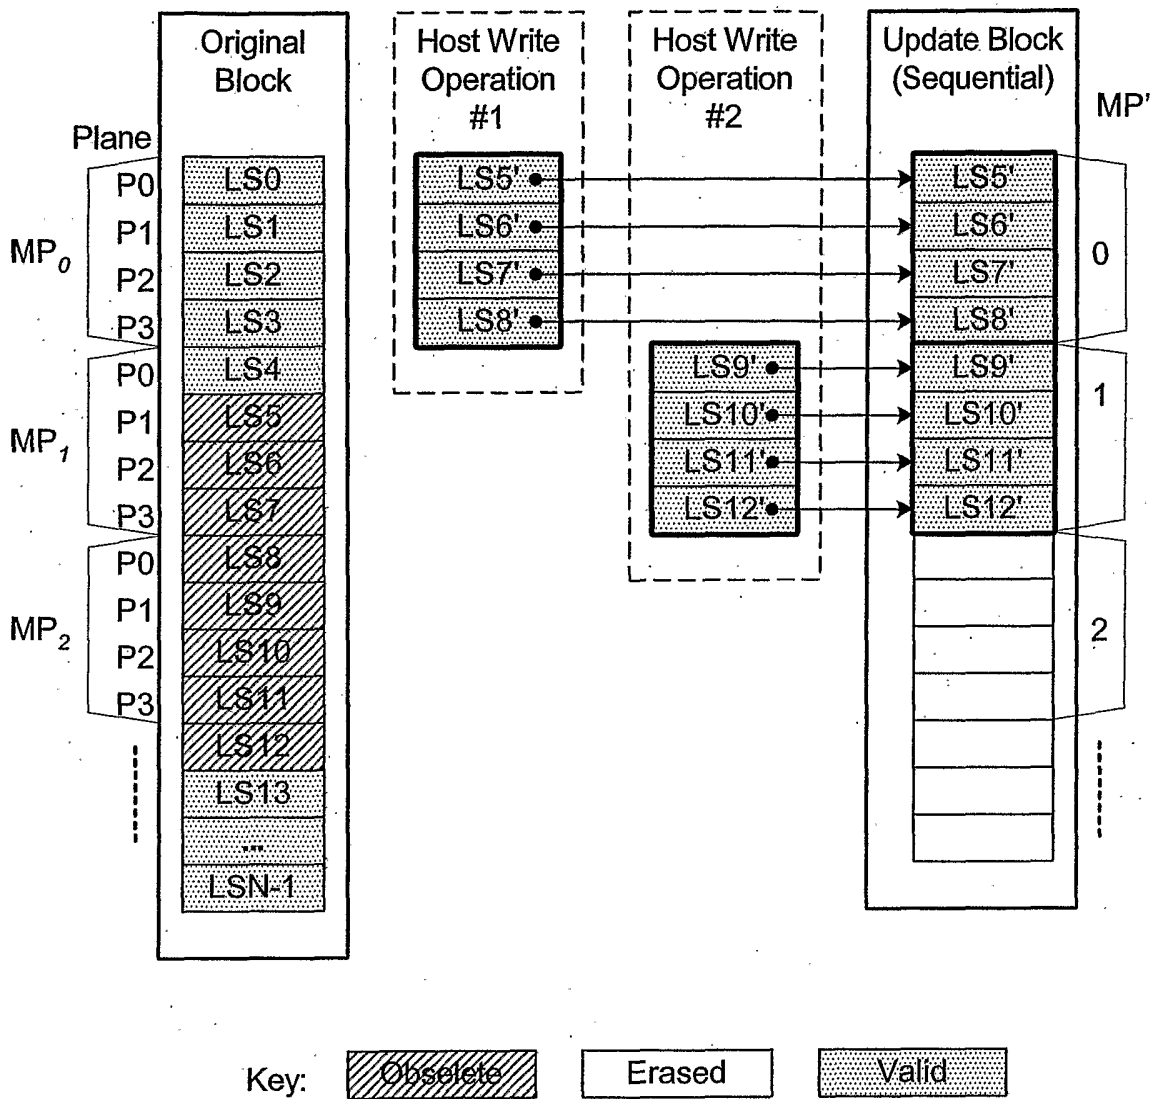 Original
Block
Host Write
Operation
#1
Host Write
Operation
#2
Update Block
(Sequential)
MP'
Plane
MP0
P0
P1
P2
P3
MP1
P0
P1
P2
P3
MP2
P0
P1
P2
P3
LS0
LS1
LS2
LS3
LS4
LS5
LS6
LS7
LS8
LS9
LS10
LS11
LS12
LS13
...
LSN-1
LS5'
LS6'
LS7'
LS8'
LS9'
LS10'
LS11'
LS12'
LS5'
LS6'
LS7'
LS8'
LS9'
LS10'
LS11'
LS12'
0
1
2
Key:
Obselete
Erased
Valid